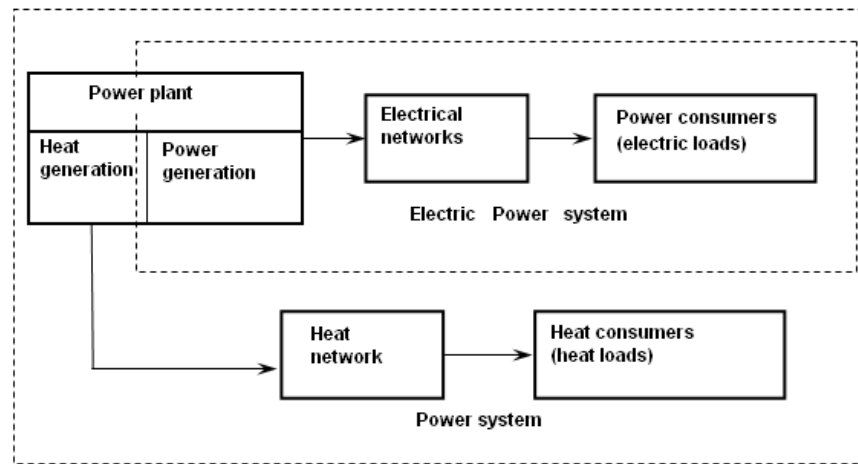 Power plant
Heat
generation
Power
generation
Electrical
networks
Power consumers
(electric loads)
Electric Power system
Heat
network
Heat consumers
(heat loads)
Power system